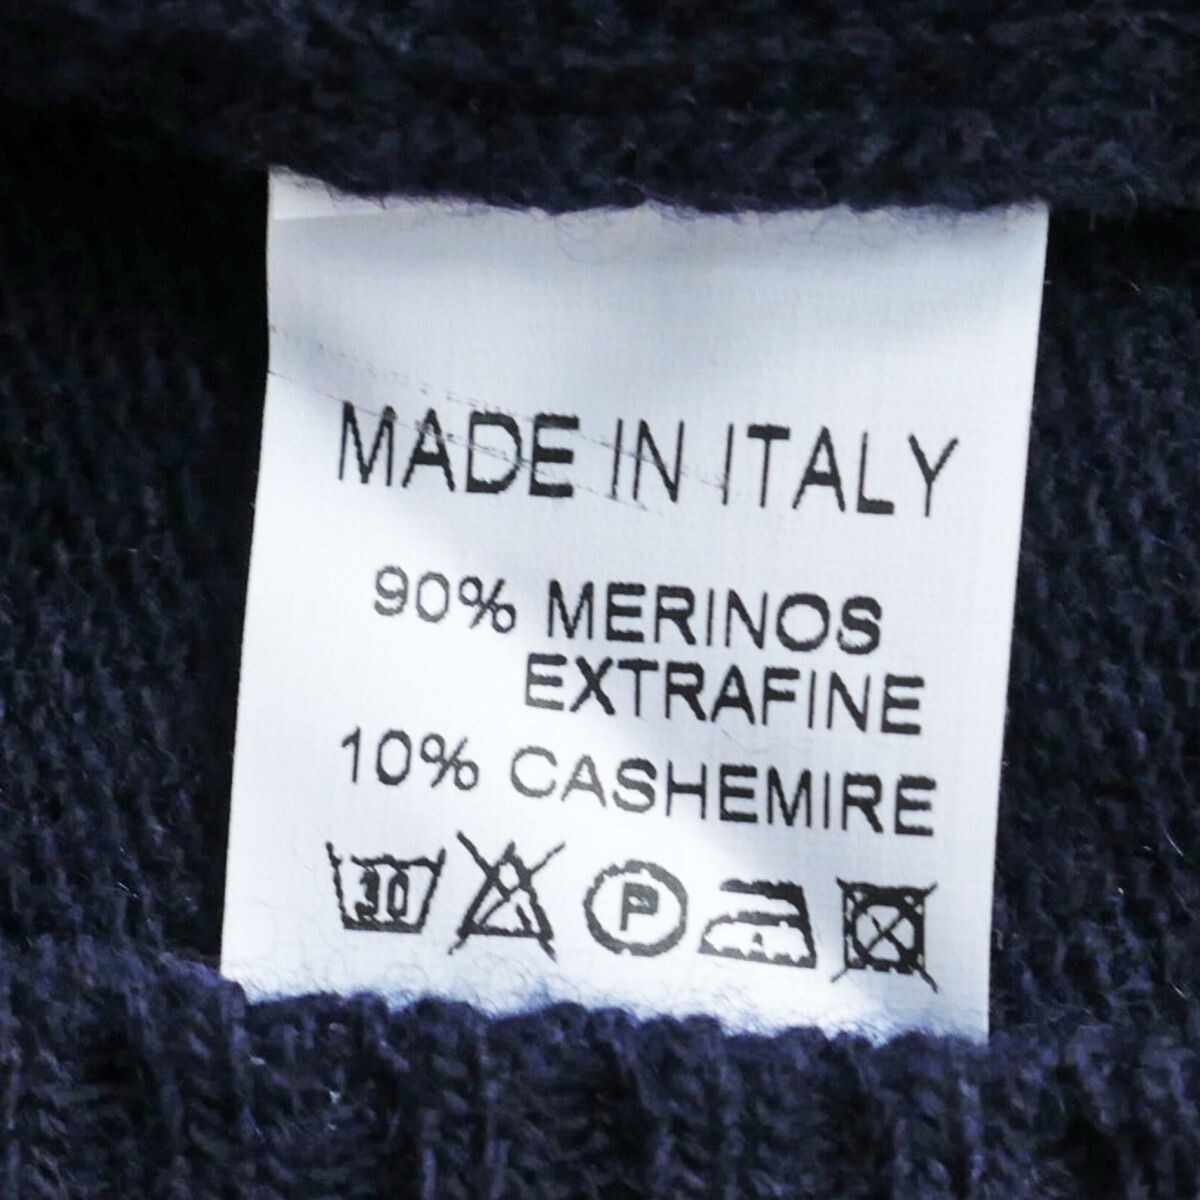 MADE IN ITALY
90% MERINOS
EXTRAFINE
10% CASHEMIRE
30 P